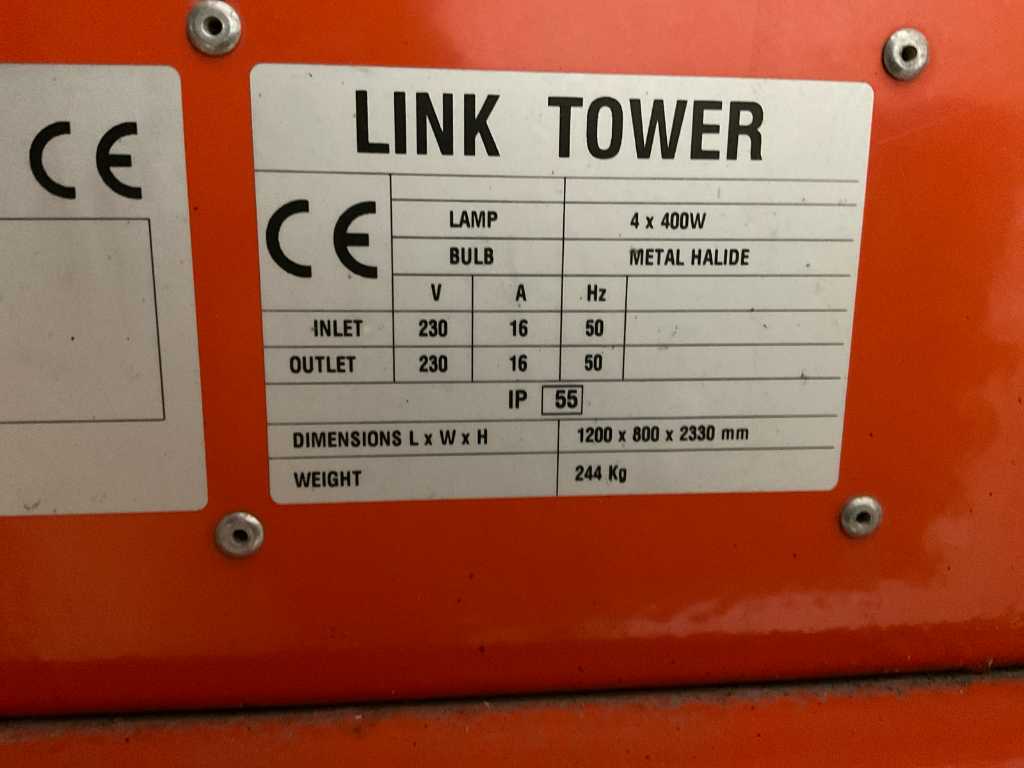 CE
LINK TOWER
CE
LAMP 4 x 400W
BULB METAL HALIDE
V A Hz
INLET 230 16 50
OUTLET 230 16 50
IP 55
DIMENSIONS L x W x H 1200 x 800 x 2330 mm
WEIGHT 244 Kg